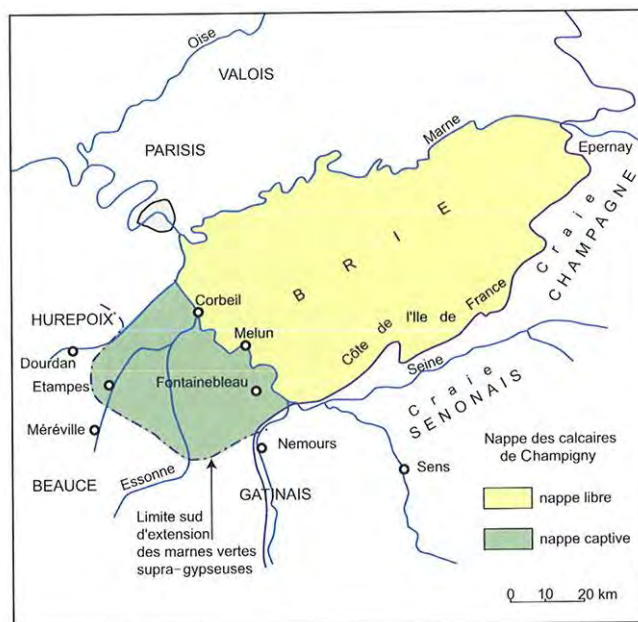 Oise
VALOIS
PARISIS
Marne
Epernay
BRIE
Craie
CHAMPAGNE
Corbeil
HUREPOIX
Côte de l'Ile de France
Melun
Dourdan
Etampes
Fontainebleau
Seine
Craie
SENONAIS
Méréville
Nemours
Sens
BEAUCE
Essonne
GATINAIS
Limite sud
d'extension
des marnes vertes
supra-gypseuses
Nappe des calcaires
de Champigny
nappe libre
nappe captive
0 10 20 km